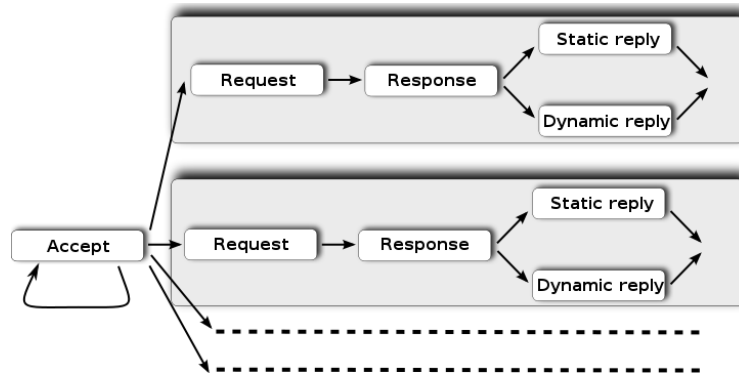 Static reply
Request
Response
Dynamic reply
Static reply
Accept
Request
Response
Dynamic reply